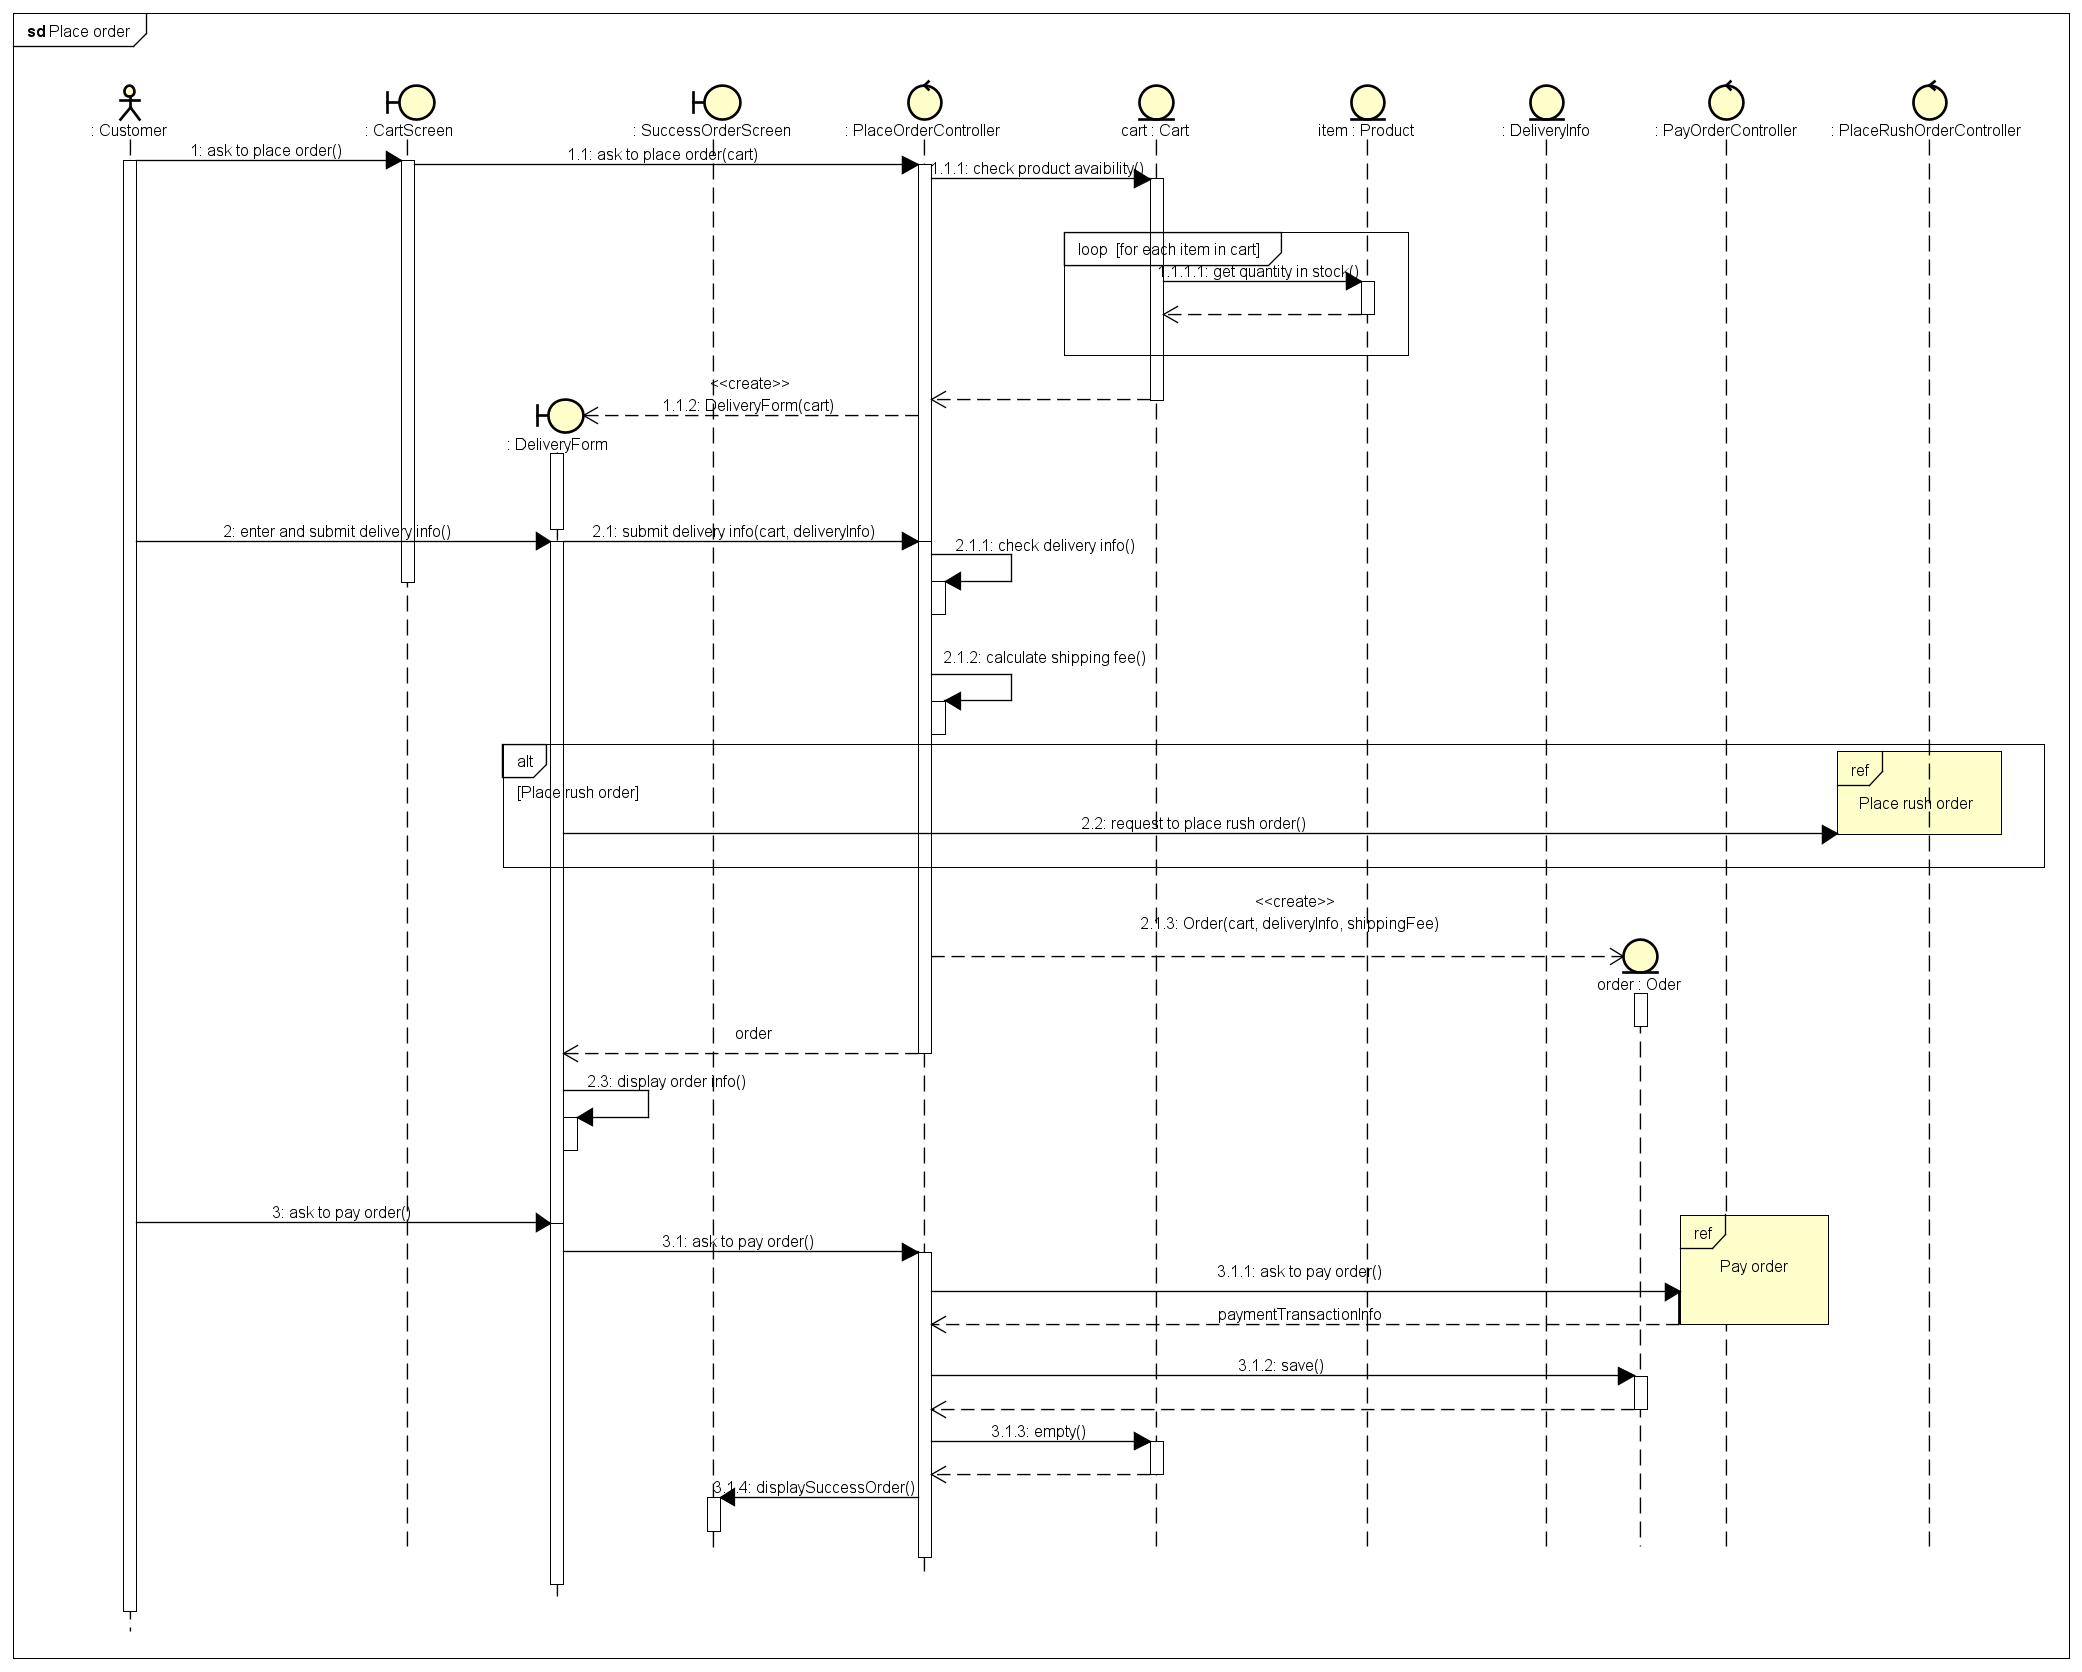 sd Place order
: Customer
: CartScreen
: SuccessOrderScreen
: PlaceOrderController
cart : Cart
item : Product
: DeliveryInfo
: PayOrderController
: PlaceRushOrderController
1: ask to place order()
1.1: ask to place order(cart)
1.1.1: check product avaibility()
loop [for each item in cart]
1.1.1.1: get quantity in stock()
<<create>>
1.1.2: DeliveryForm(cart)
: DeliveryForm
2: enter and submit delivery info()
2.1: submit delivery info(cart, deliveryInfo)
2.1.1: check delivery info()
2.1.2: calculate shipping fee()
alt
[Place rush order]
ref
Place rush order
2.2: request to place rush order()
<<create>>
2.1.3: Order(cart, deliveryInfo, shippingFee)
order : Oder
order
2.3: display order info()
3: ask to pay order()
3.1: ask to pay order()
ref
Pay order
3.1.1: ask to pay order()
paymentTransactionInfo
3.1.2: save()
3.1.3: empty()
3.1.4: displaySuccessOrder()